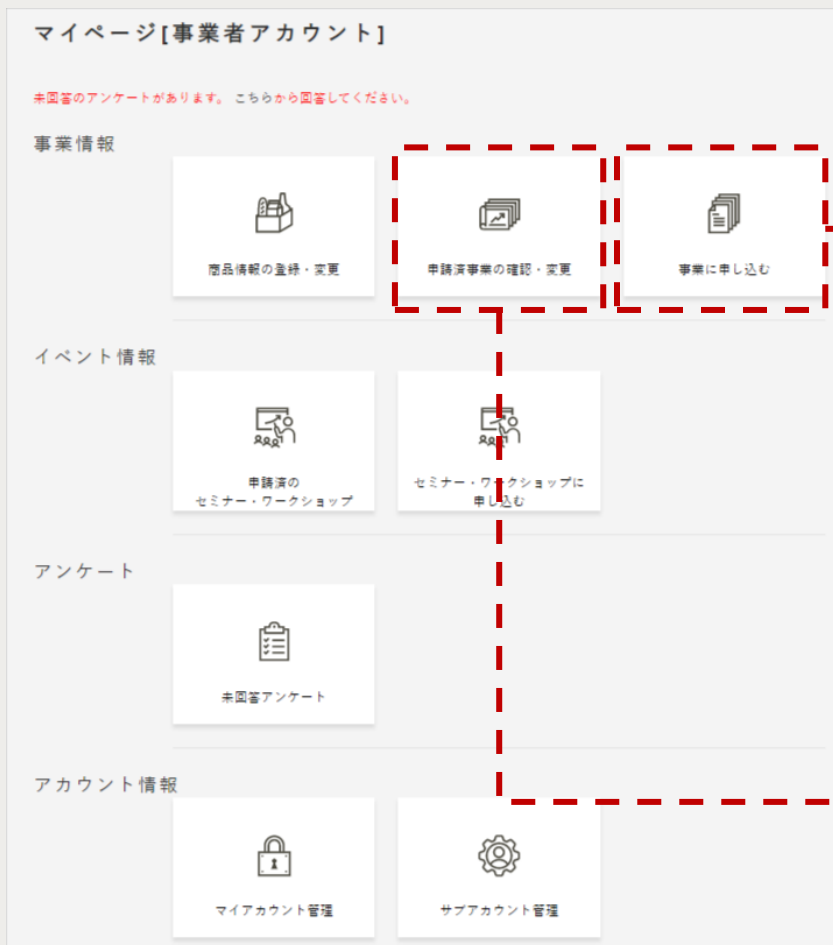 マイページ[事業者アカウント]
未回答のアンケートがあります。 こちらから回答してください。
事業情報
商品情報の登録・変更
申請済事業の確認・変更
事業に申し込む
イベント情報
申請済の
セミナー・ワークショップ
セミナー・ワークショップに
申し込む
アンケート
未回答アンケート
アカウント情報
マイアカウント管理
サブアカウント管理